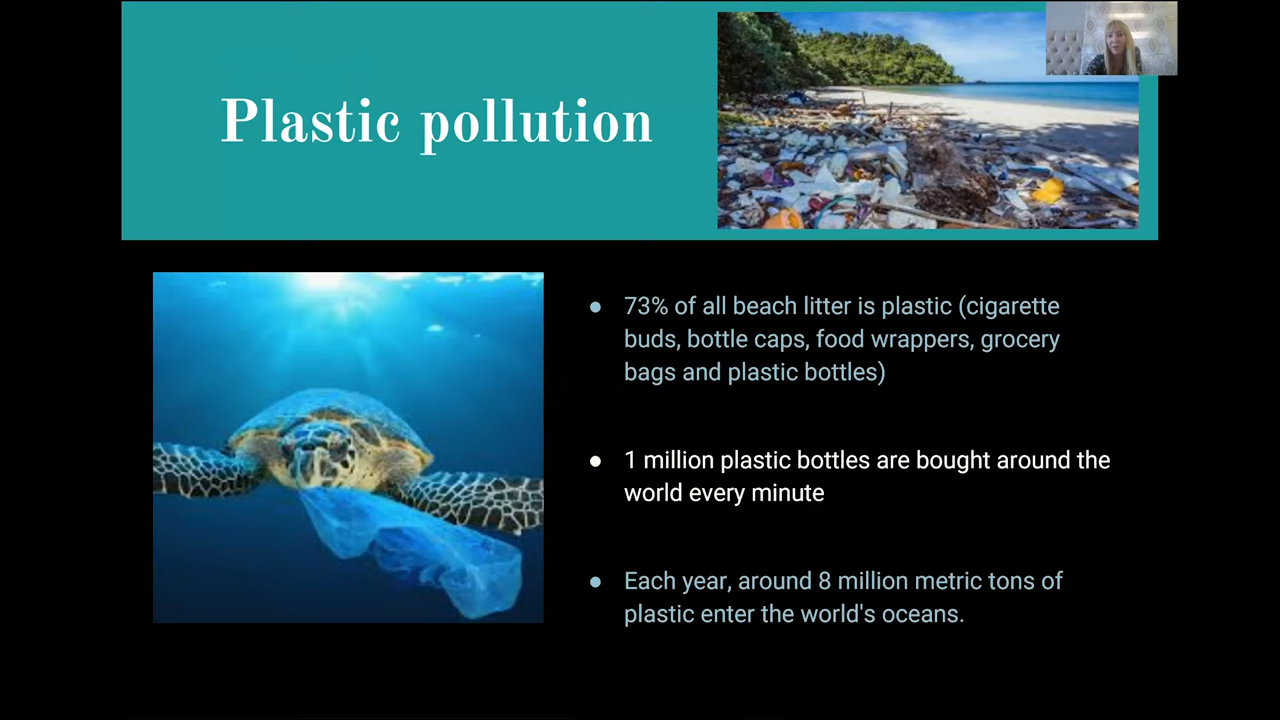 Plastic pollution
● 73% of all beach litter is plastic (cigarette
buds, bottle caps, food wrappers, grocery
bags and plastic bottles)
● 1 million plastic bottles are bought around the
world every minute
● Each year, around 8 million metric tons of
plastic enter the world's oceans.